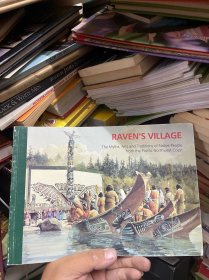 RAVEN'S VILLAGE
The Myths, Arts and Traditions of Native People
from the Pacific Northwest Coast